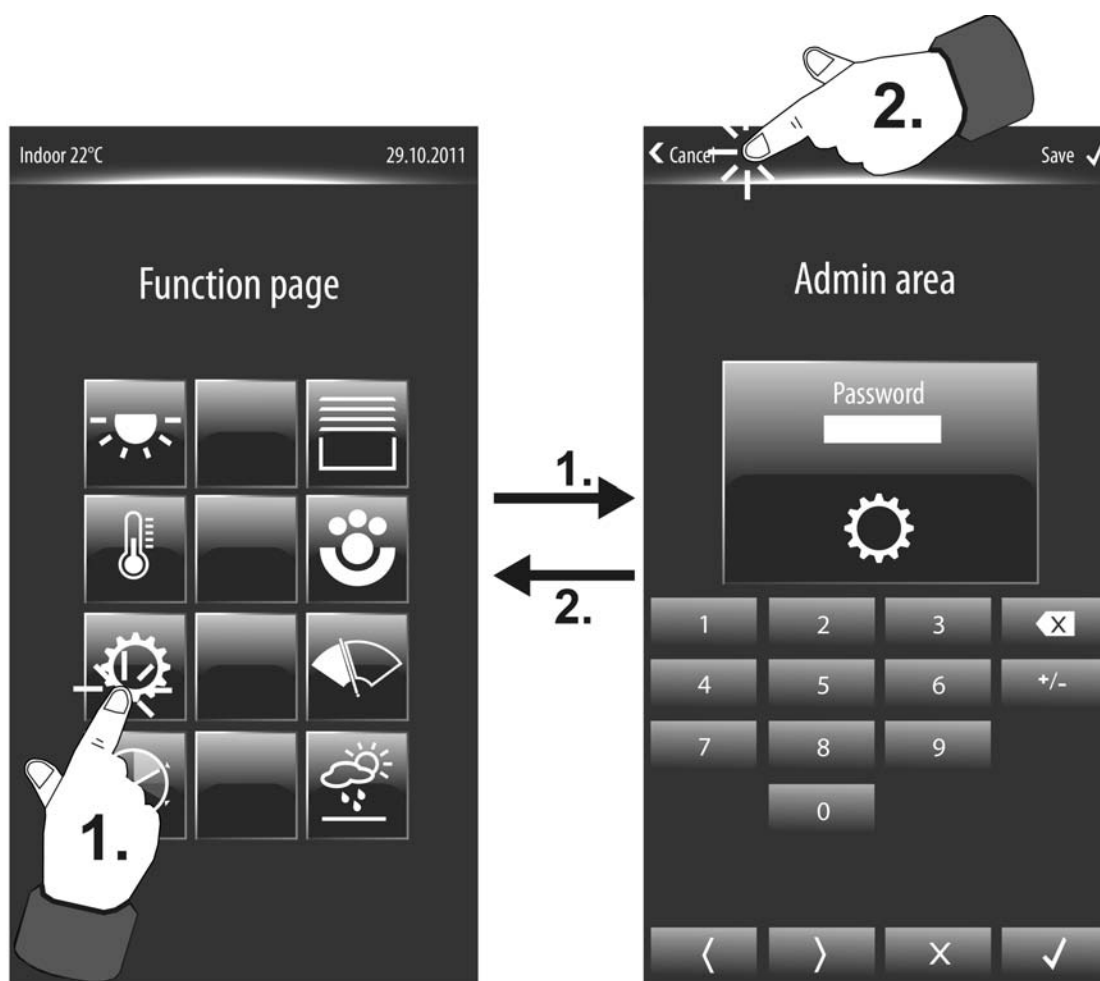 2.
Indoor 22°C 29.10.2011
Cancel Save
Function page
Admin area
Password
1.
2.
1 2 3 X
4 5 6 +/-
7 8 9
0
1.
X